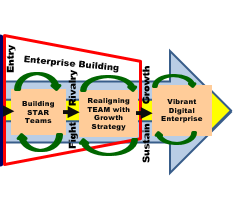 Entry
Enterprise Building
Rivalry
Growth
Building
STAR
Teams
Realigning
TEAM with
Growth
Strategy
Vibrant
Digital
Enterprise
Fight
Sustain